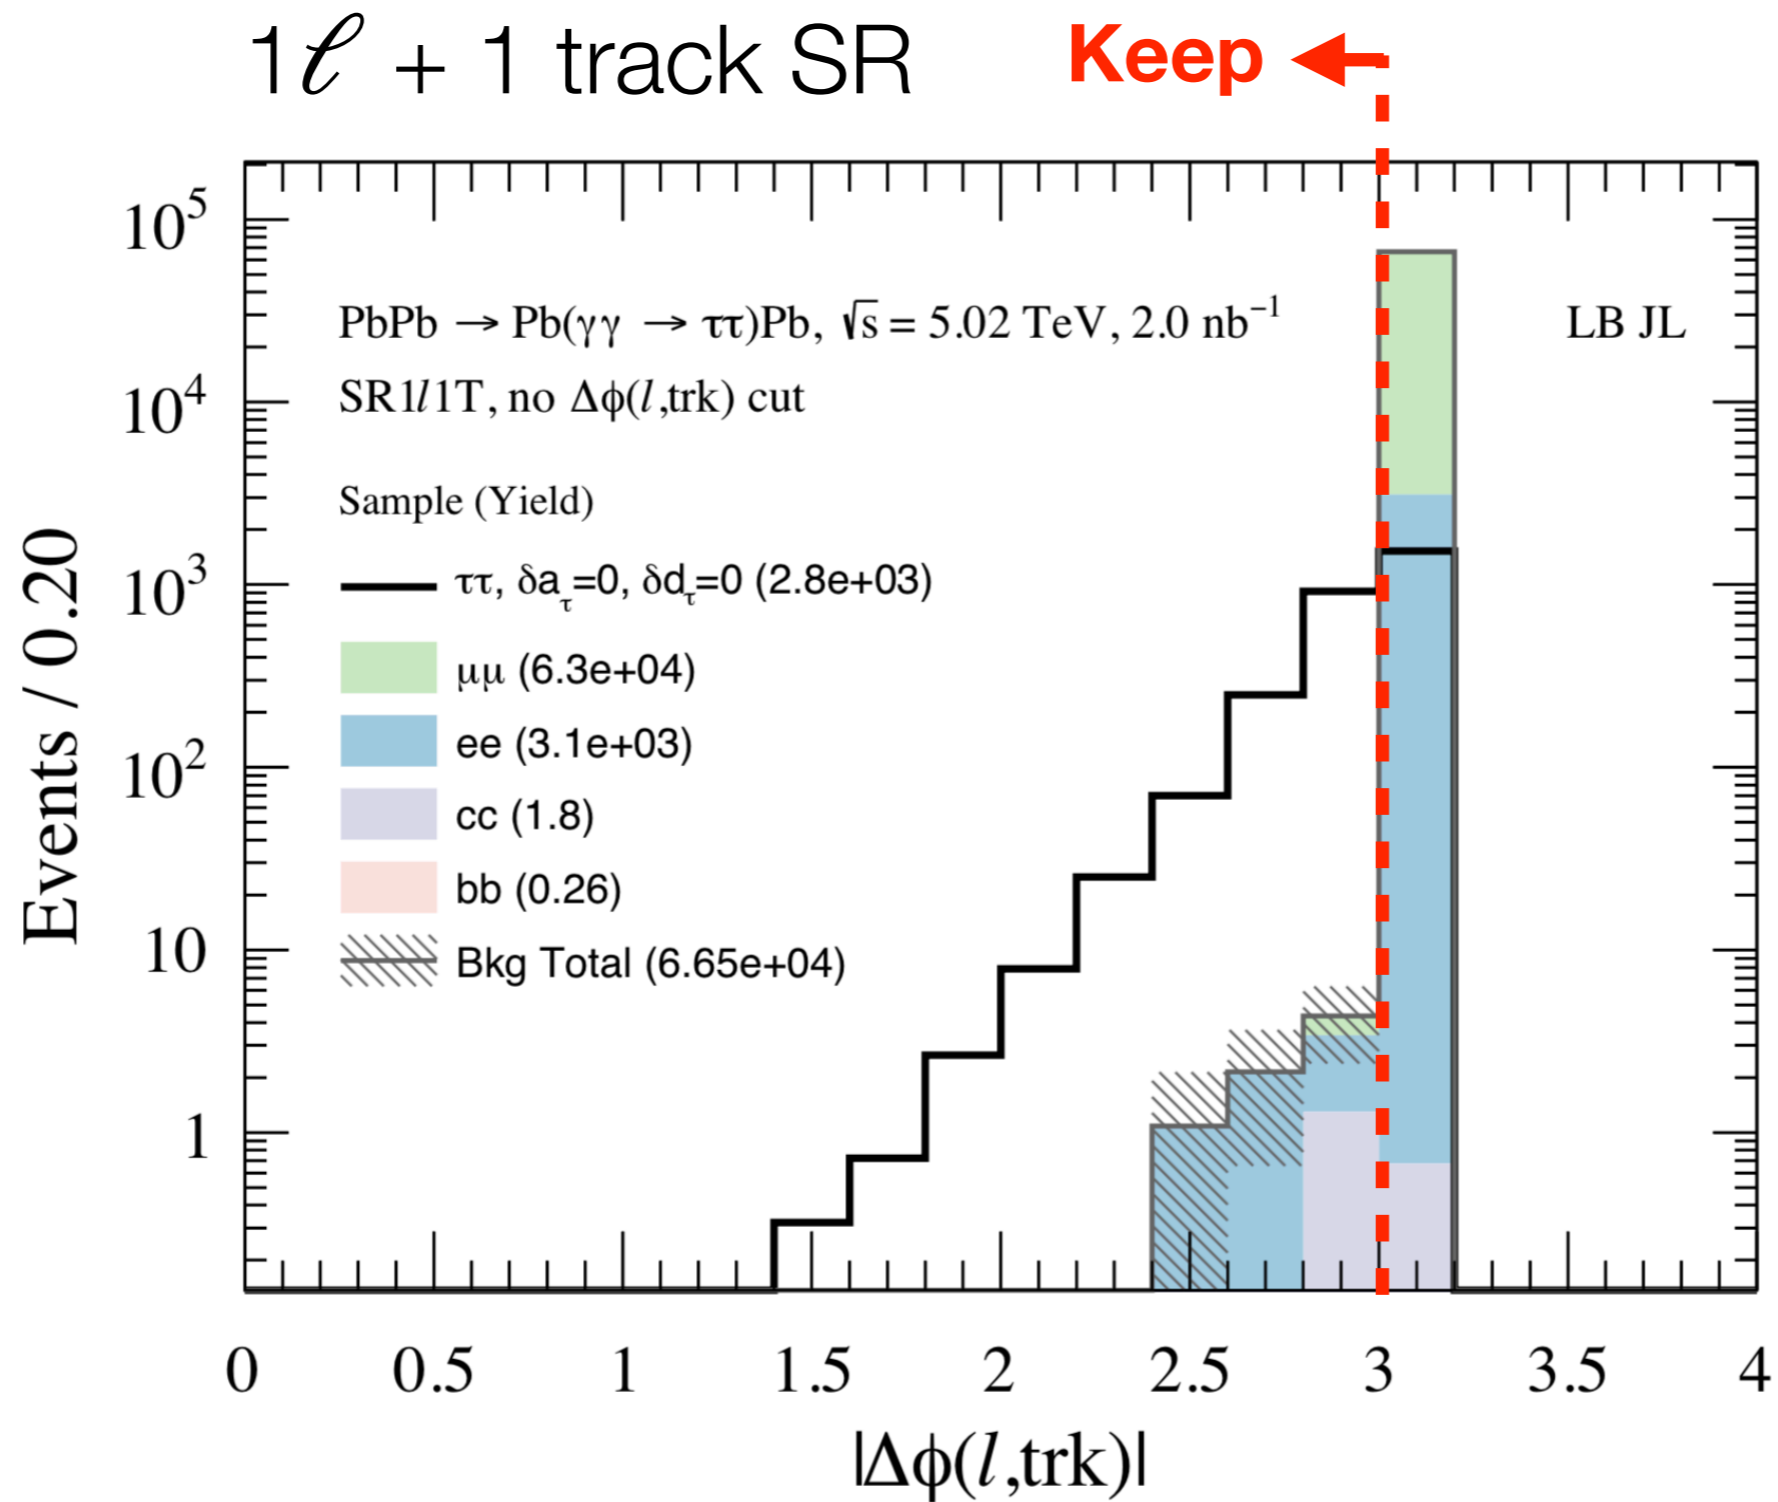 1ℓ + 1 track SR
Keep
10⁵
10⁴
10³
10²
10
1
Events / 0.20
PbPb → Pb(γγ → ττ)Pb, √s = 5.02 TeV, 2.0 nb⁻¹
LB JL
SR1l1T, no Δϕ(l,trk) cut
Sample (Yield)
ττ, δa_τ=0, δd_τ=0 (2.8e+03)
μμ (6.3e+04)
ee (3.1e+03)
cc (1.8)
bb (0.26)
Bkg Total (6.65e+04)
0 0.5 1 1.5 2 2.5 3 3.5 4
|Δϕ(l,trk)|